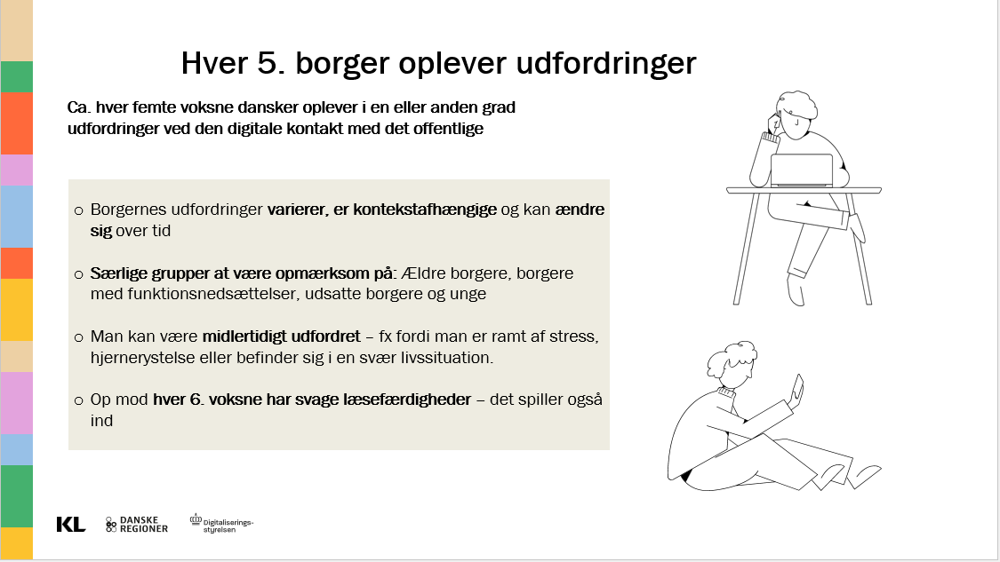 Hver 5. borger oplever udfordringer
Ca. hver femte voksne dansker oplever i en eller anden grad
udfordringer ved den digitale kontakt med det offentlige
o Borgernes udfordringer varierer, er kontekstafhængige og kan ændre
sig over tid
o Særlige grupper at være opmærksom på: Ældre borgere, borgere
med funktionsnedsættelser, udsatte borgere og unge
o Man kan være midlertidigt udfordret – fx fordi man er ramt af stress,
hjernerystelse eller befinder sig i en svær livssituation.
o Op mod hver 6. voksne har svage læsefærdigheder – det spiller også
ind
KL
DANSKE
REGIONER
Digitaliserings-
styrelsen